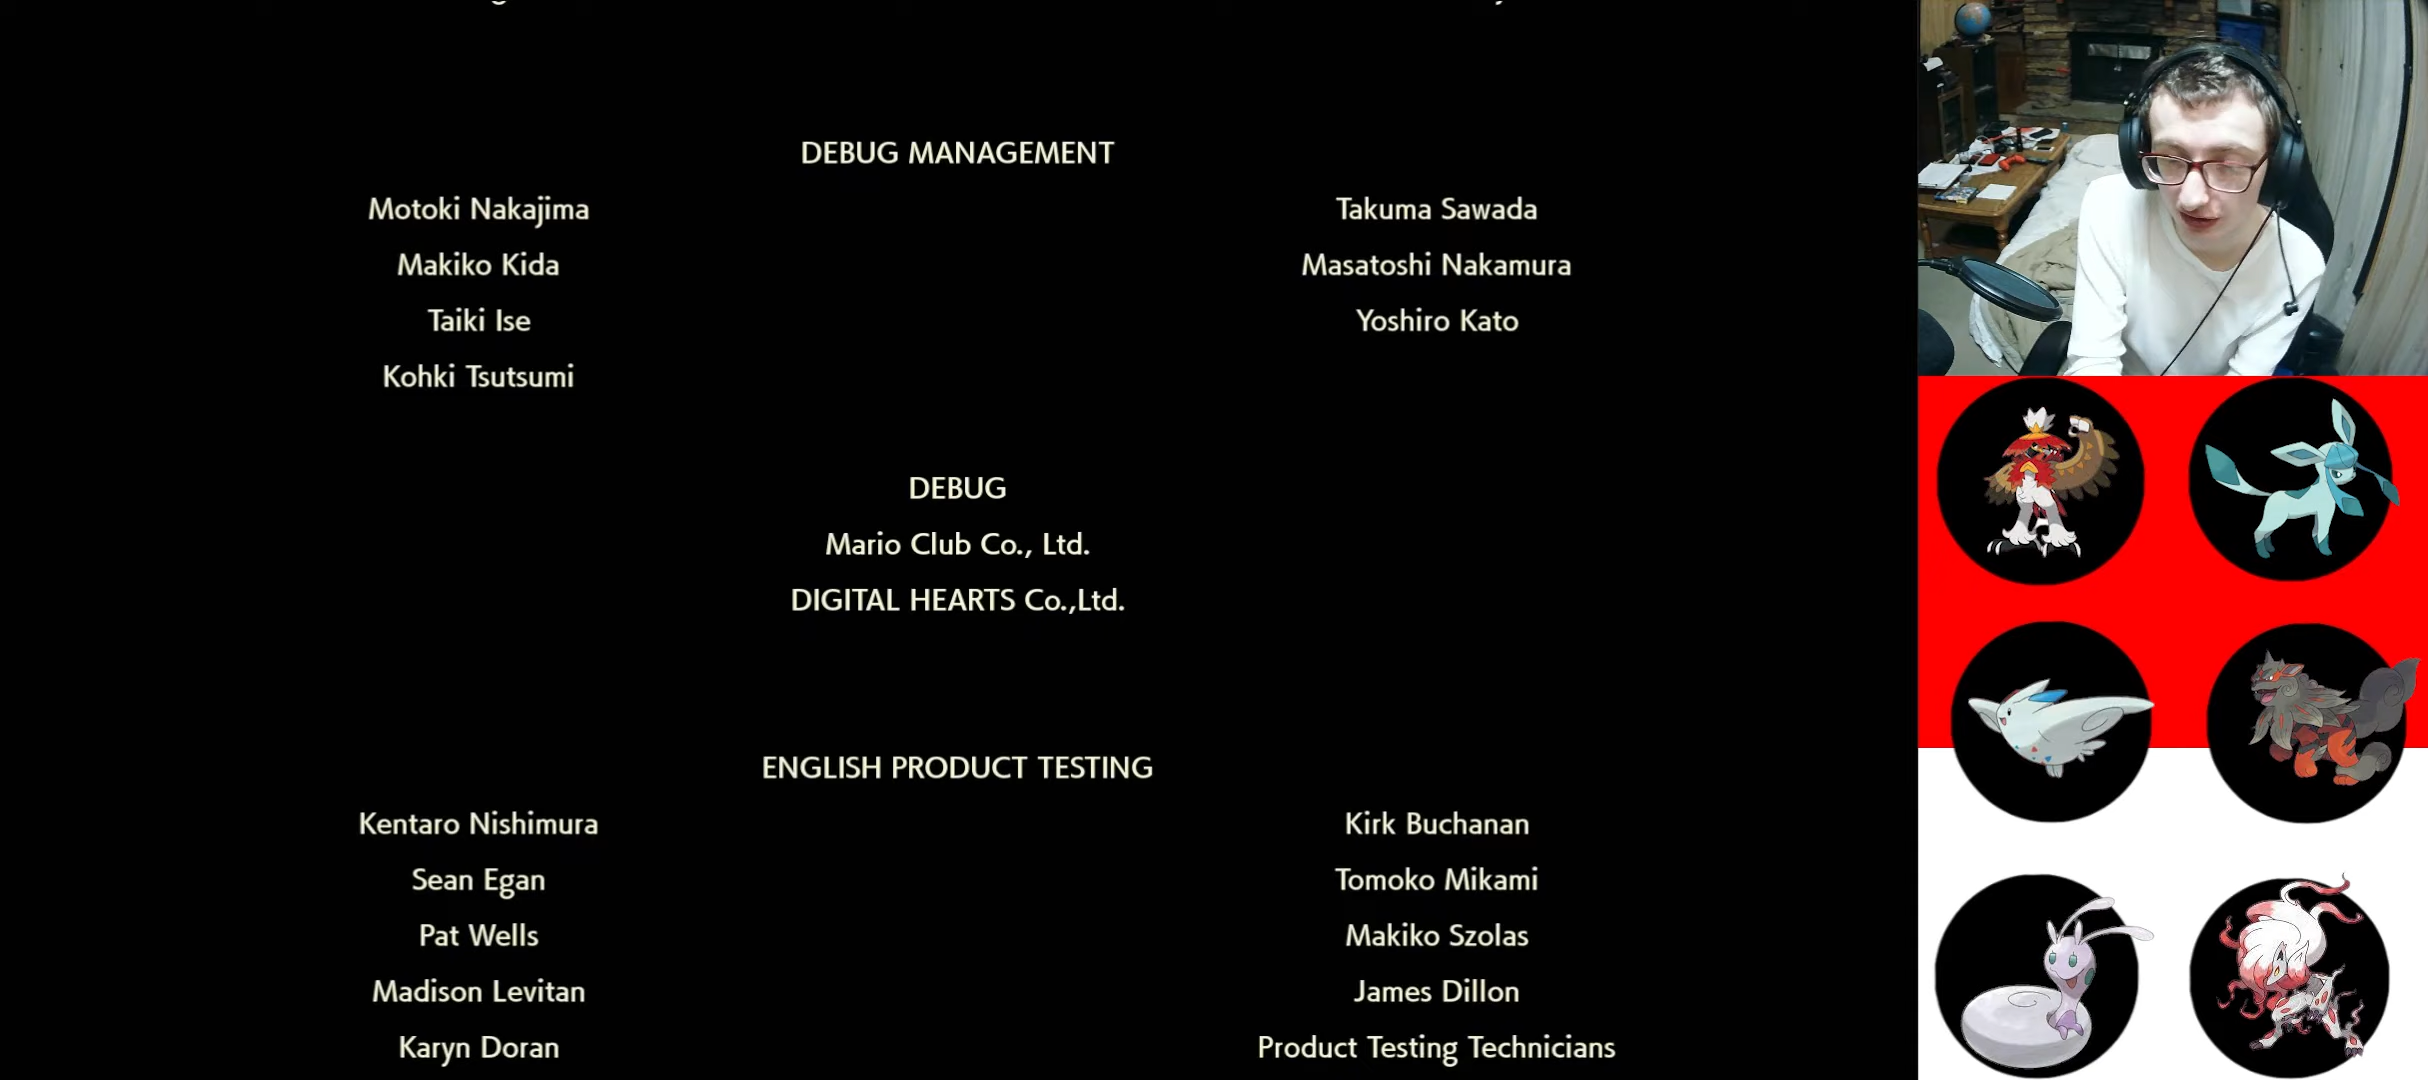 DEBUG MANAGEMENT
Motoki Nakajima
Takuma Sawada
Makiko Kida
Masatoshi Nakamura
Taiki Ise
Yoshiro Kato
Kohki Tsutsumi
DEBUG
Mario Club Co., Ltd.
DIGITAL HEARTS Co.,Ltd.
ENGLISH PRODUCT TESTING
Kentaro Nishimura
Kirk Buchanan
Sean Egan
Tomoko Mikami
Pat Wells
Makiko Szolas
Madison Levitan
James Dillon
Karyn Doran
Product Testing Technicians